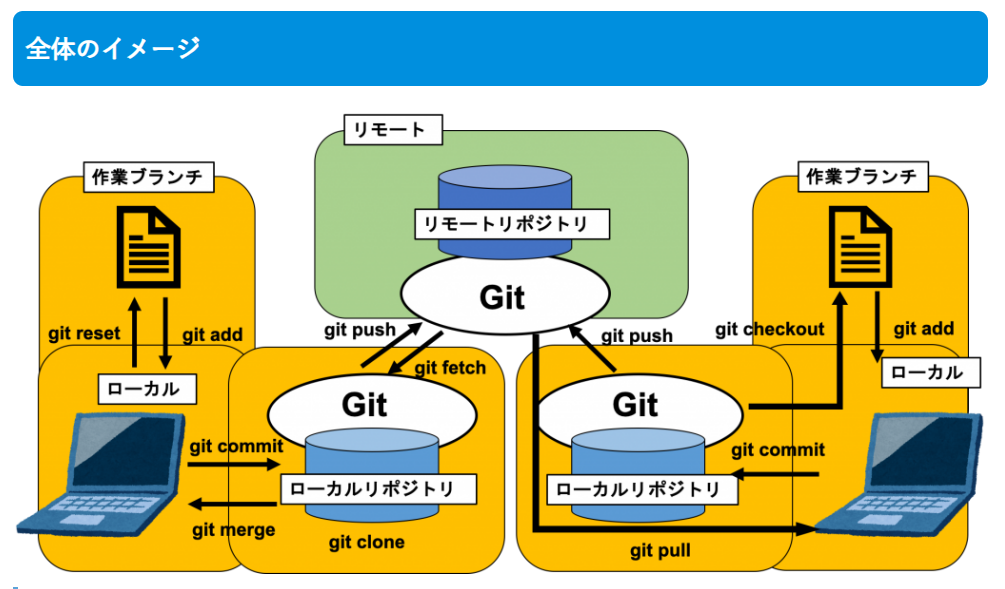 全体のイメージ
リモート
作業ブランチ
作業ブランチ
リモートリポジトリ
Git
git reset
git add
git push
git push
git checkout
git add
git fetch
ローカル
ローカル
Git
Git
git commit
git commit
ローカルリポジトリ
ローカルリポジトリ
git merge
git clone
git pull